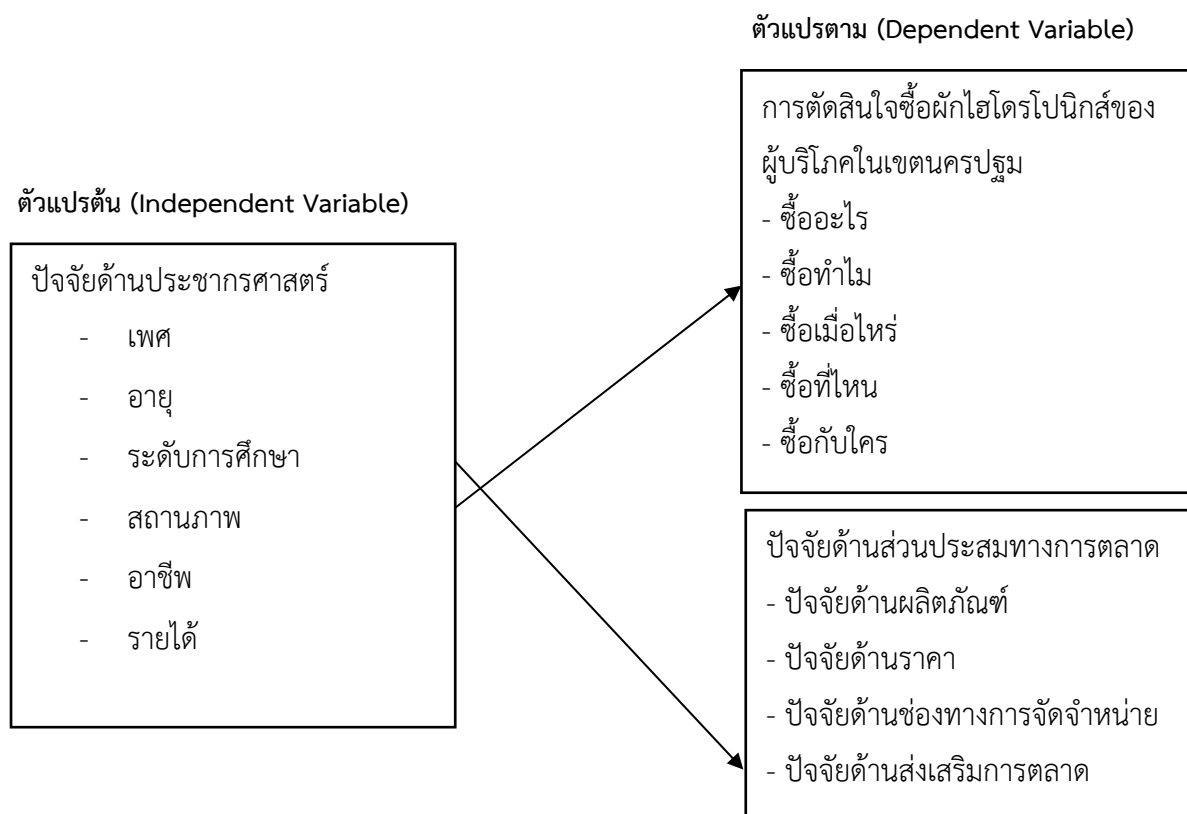 ตัวแปรตาม (Dependent Variable)
การตัดสินใจซื้อผักไฮโดรโปนิกส์ของ
ผู้บริโภคในเขตนครปฐม
- ซื้ออะไร
- ซื้อทำไม
- ซื้อเมื่อไหร่
- ซื้อที่ไหน
- ซื้อกับใคร
ตัวแปรต้น (Independent Variable)
ปัจจัยด้านประชากรศาสตร์
- เพศ
- อายุ
- ระดับการศึกษา
- สถานภาพ
- อาชีพ
- รายได้
ปัจจัยด้านส่วนประสมทางการตลาด
- ปัจจัยด้านผลิตภัณฑ์
- ปัจจัยด้านราคา
- ปัจจัยด้านช่องทางการจัดจำหน่าย
- ปัจจัยด้านส่งเสริมการตลาด